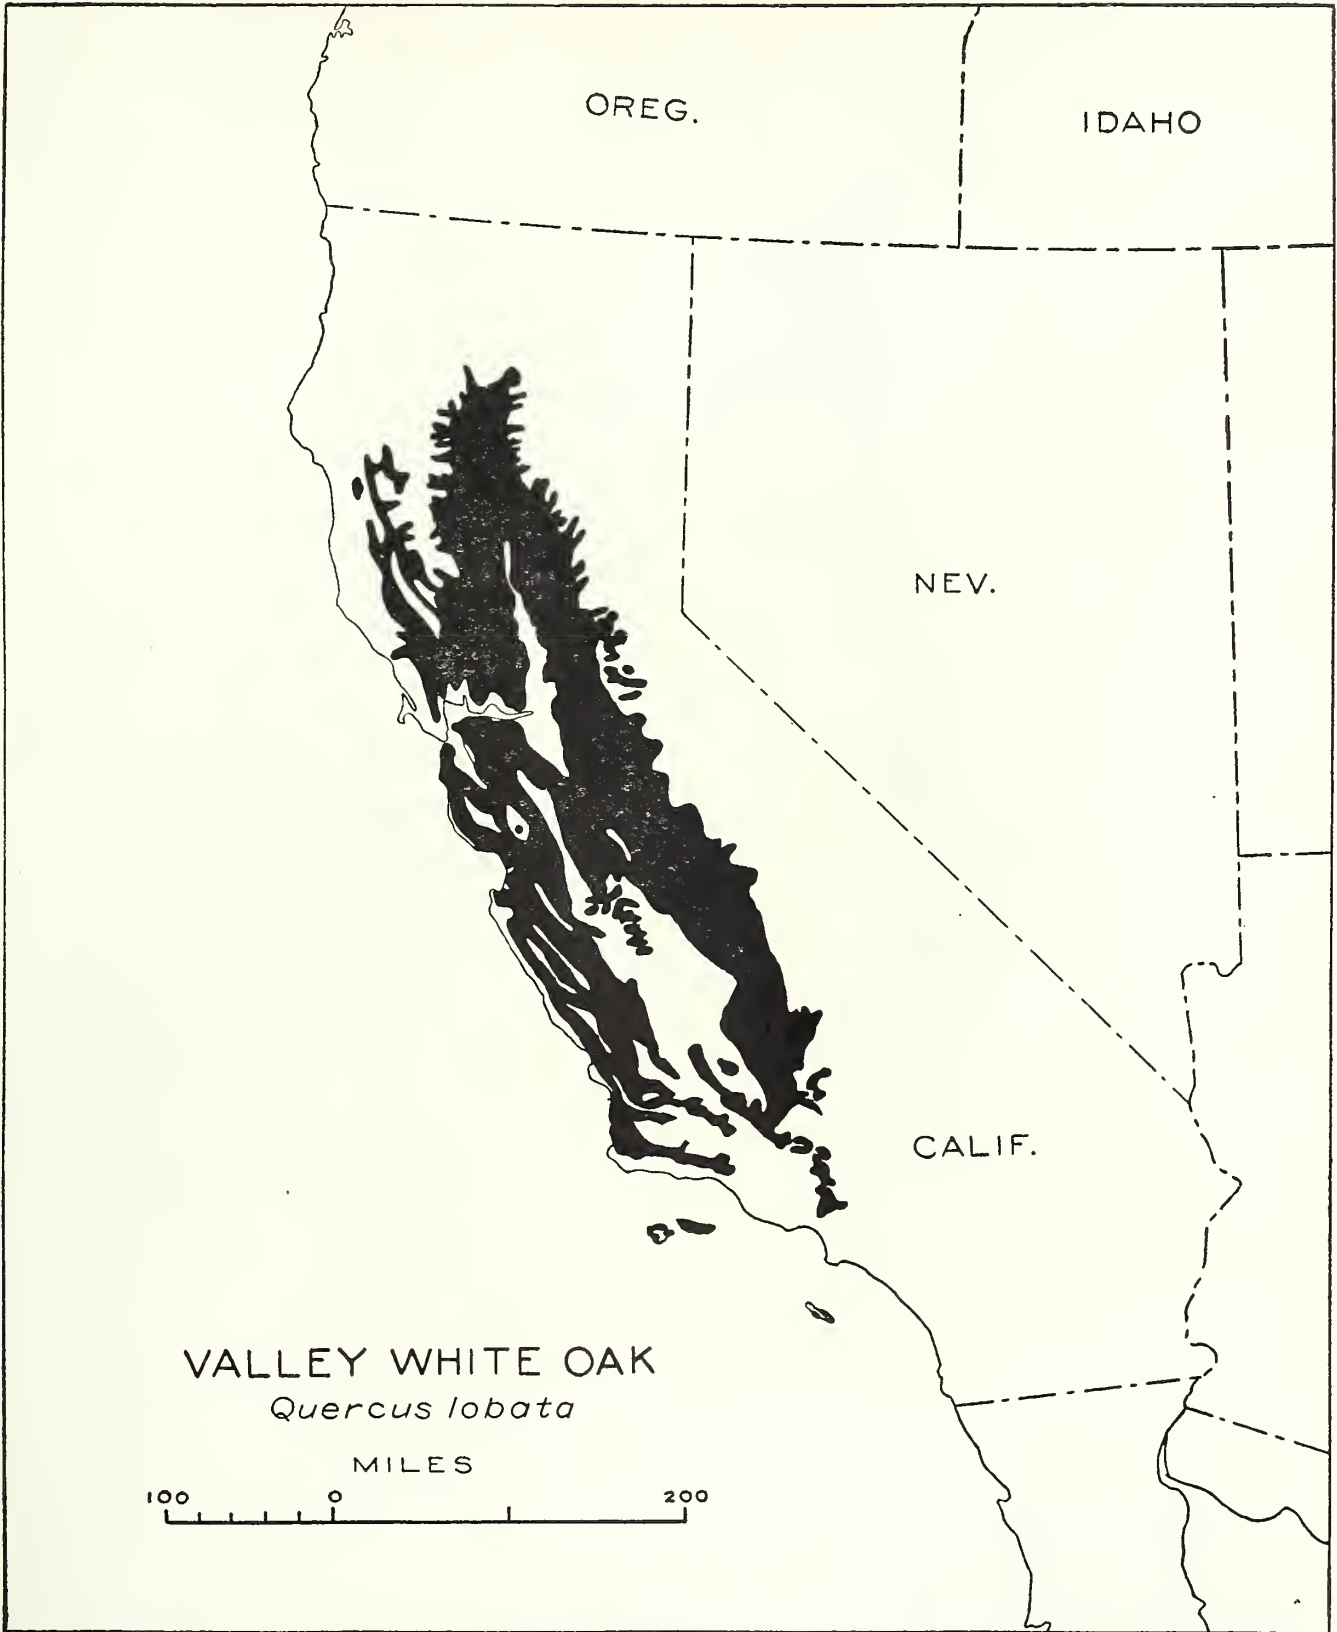 OREG.
IDAHO
NEV.
CALIF.
VALLEY WHITE OAK
Quercus lobata
MILES
100 0 200